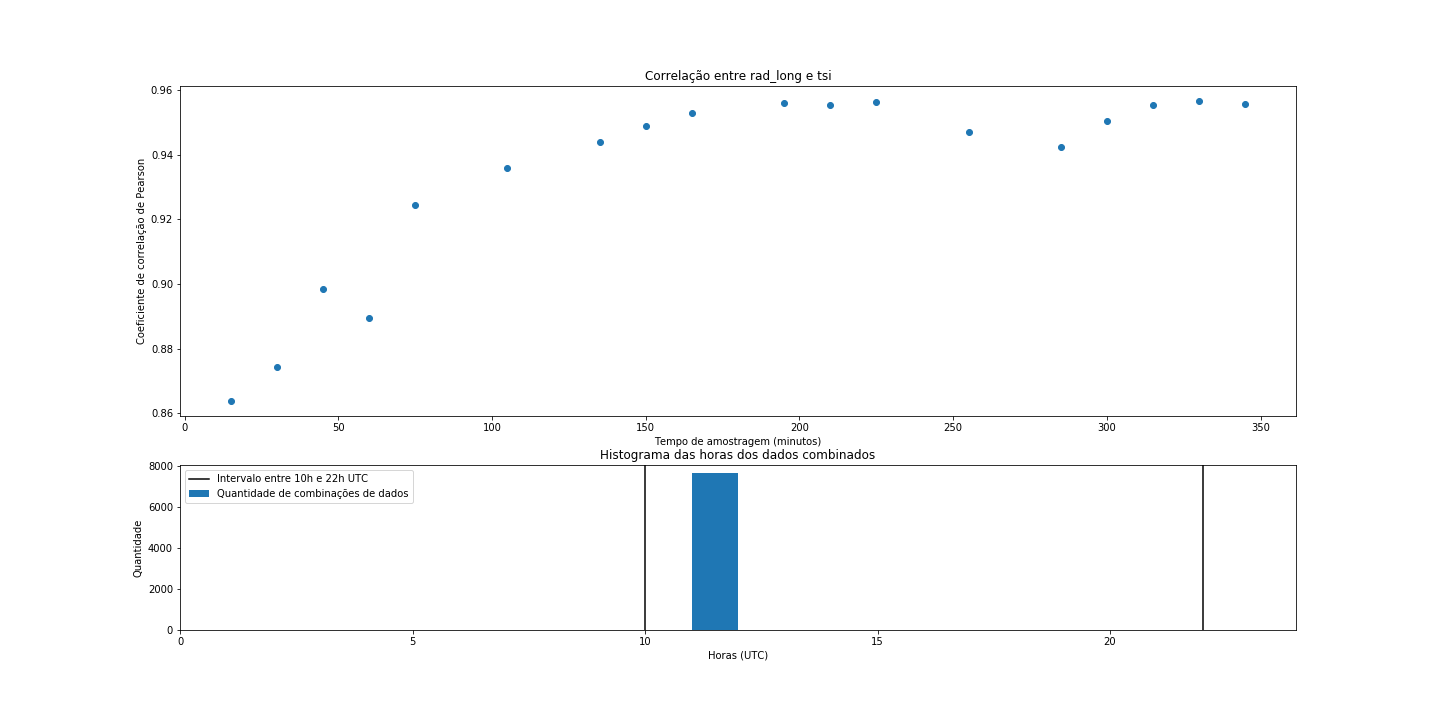 Correlação entre rad_long e tsi
0.96
0.94
0.92
0.90
0.88
0.86
Coeficiente de correlação de Pearson
0 50 100 150 200 250 300 350
Tempo de amostragem (minutos)
Histograma das horas dos dados combinados
8000
6000
4000
2000
0
Quantidade
Intervalo entre 10h e 22h UTC
Quantidade de combinações de dados
0 5 10 15 20
Horas (UTC)